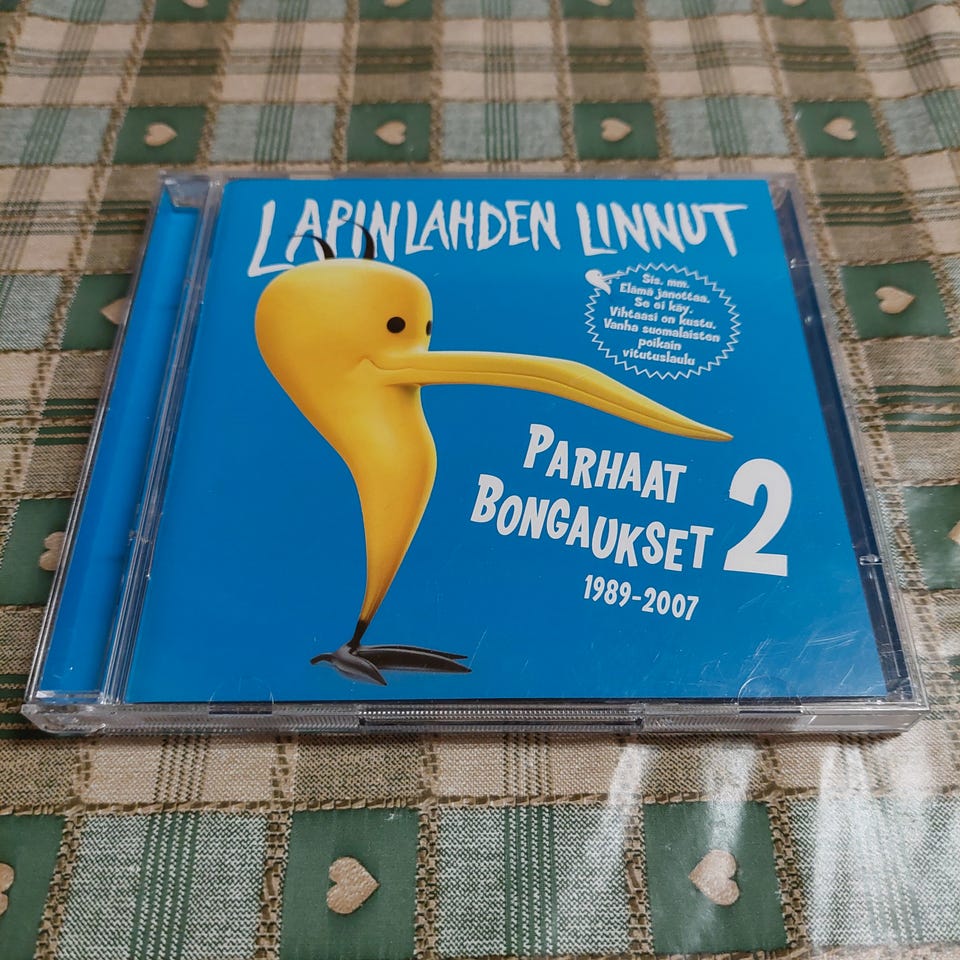 LAPINLAHDEN LINNUT
Sis. mm.
Elämä janottaa.
Se ei käy.
Vihtaasi on kustu.
Vanha suomalaisten
poikain
vitutuslaulu
PARHAAT
BONGAUKSET 2
1989-2007